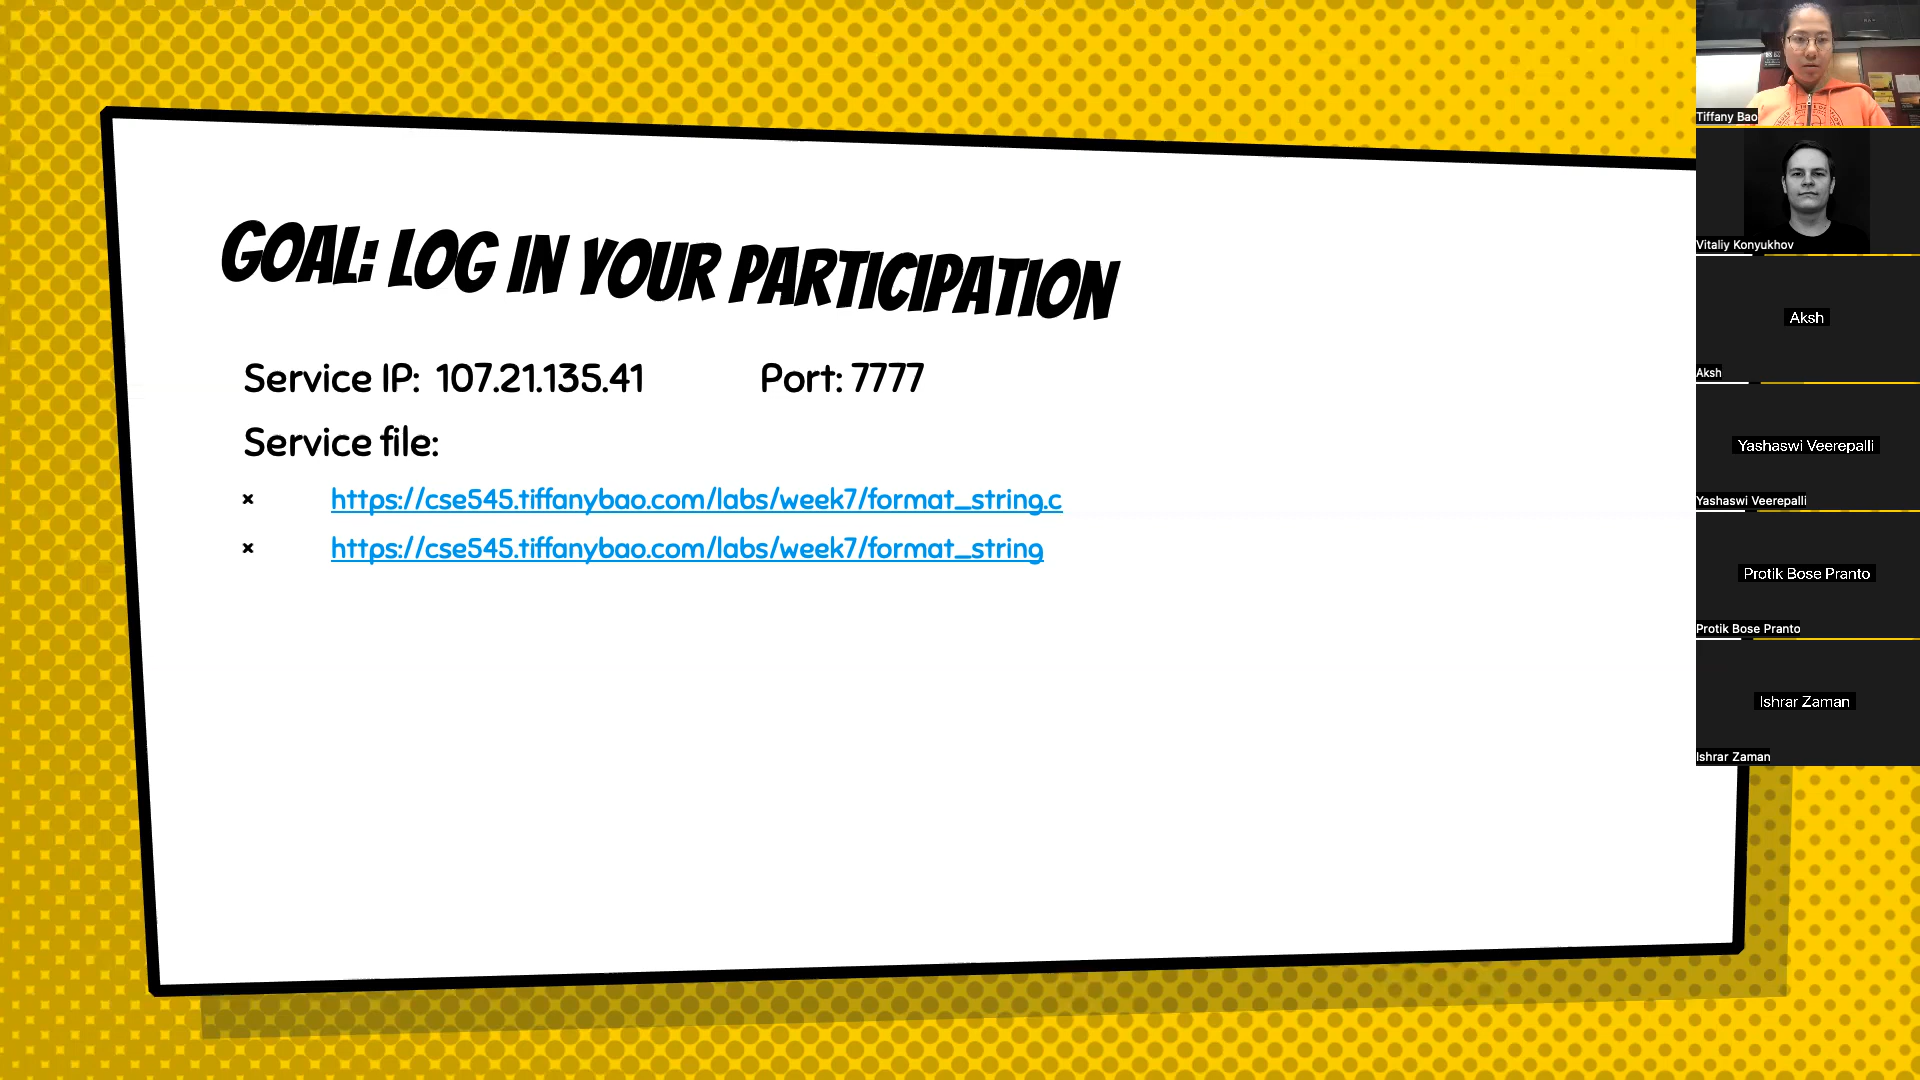 GOAL: LOG IN YOUR PARTICIPATION
Service IP: 107.21.135.41 Port: 7777
Service file:
https://cse545.tiffanybao.com/labs/week7/format_string.c
https://cse545.tiffanybao.com/labs/week7/format_string
Tiffany Bao
Vitaliy Konyukhov
Aksh
Aksh
Yashaswi Veerepalli
Yashaswi Veerepalli
Protik Bose Pranto
Protik Bose Pranto
Ishrar Zaman
Ishrar Zaman